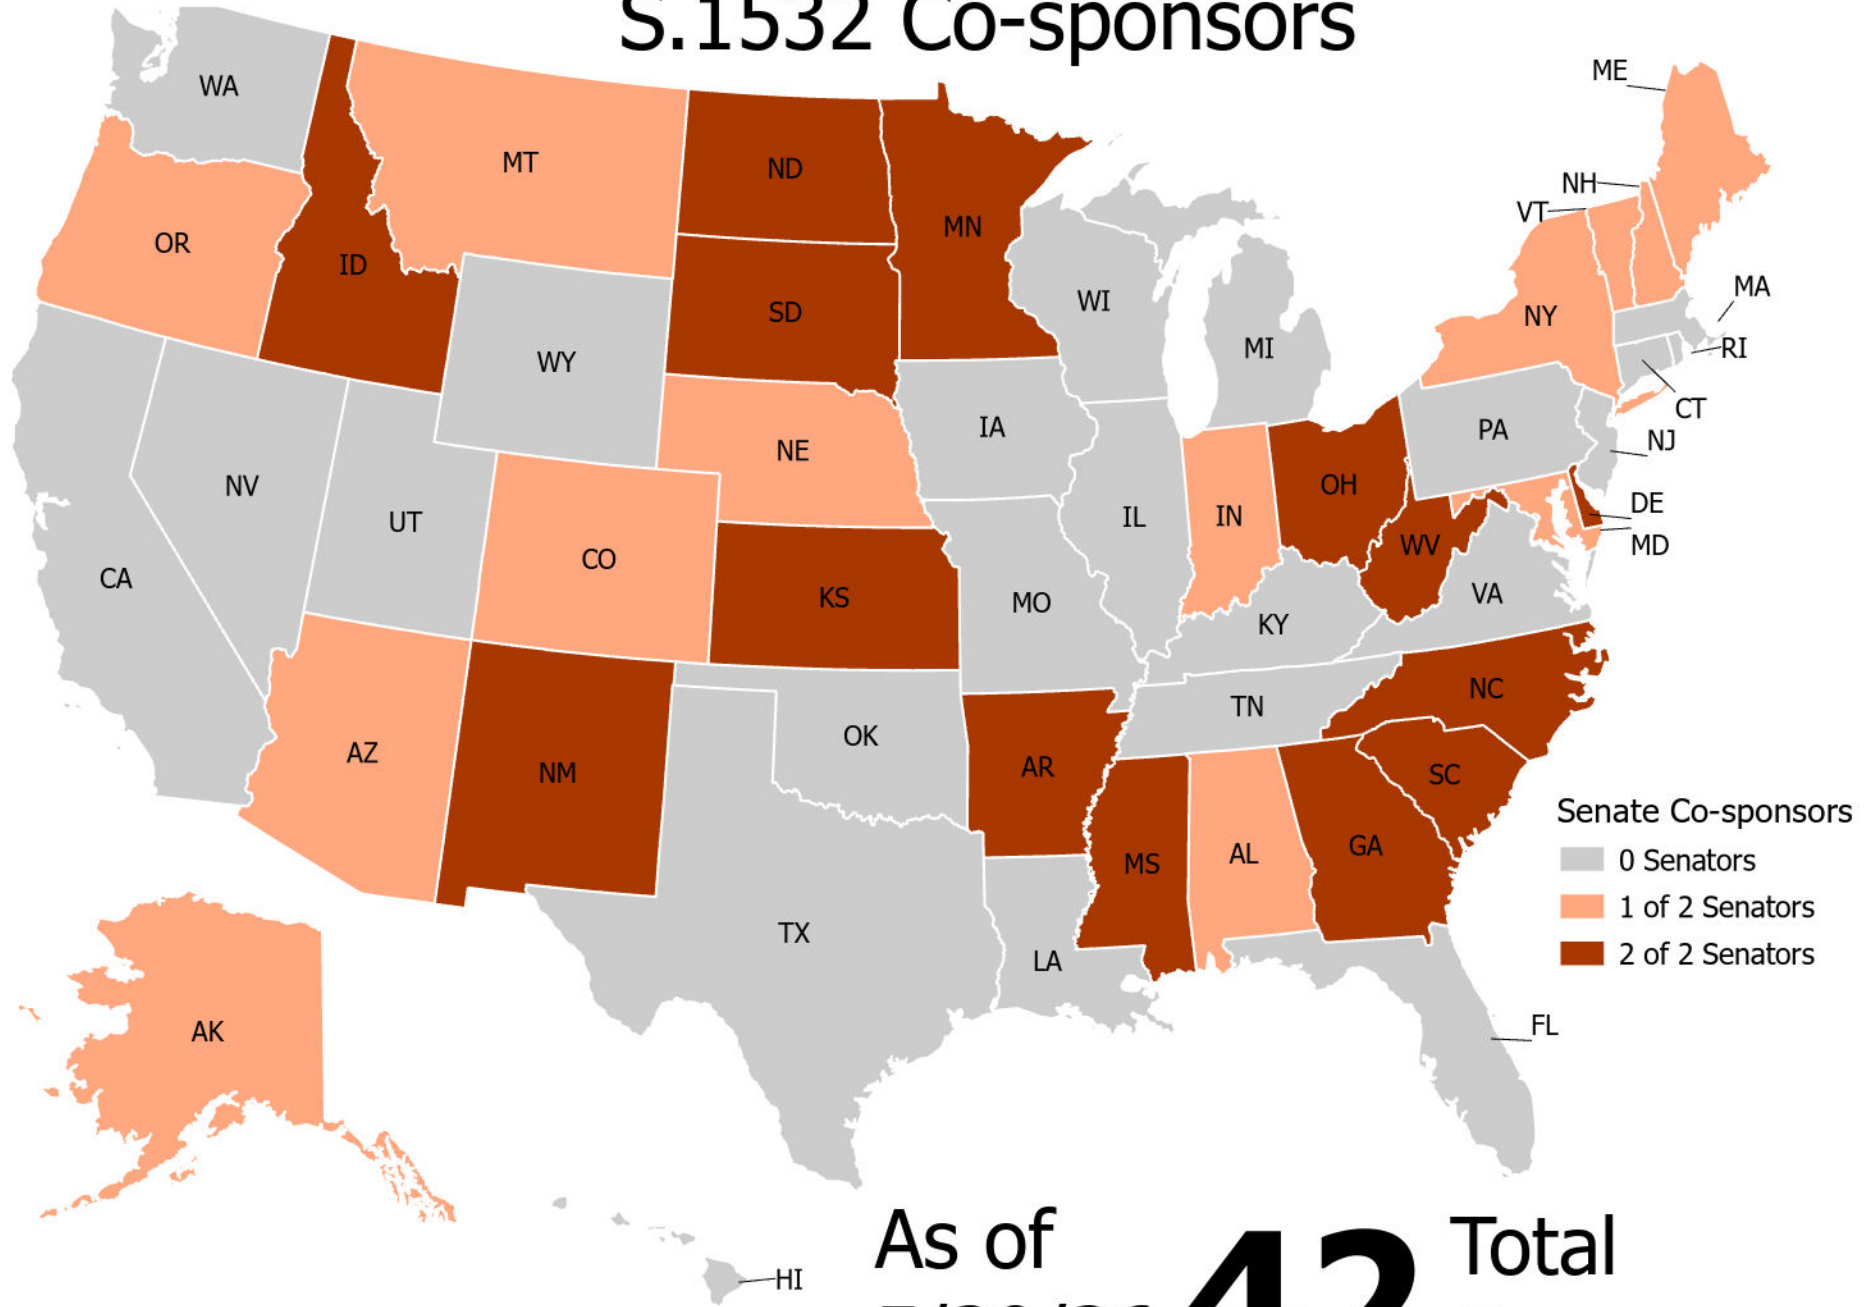 S.1532 Co-sponsors
WA
MT
ND
MN
ME
NH
VT
OR
ID
SD
WI
MI
NY
MA
RI
WY
CT
NE
IA
PA
NJ
NV
UT
CO
IL
IN
OH
DE
MD
CA
KS
MO
WV
VA
KY
NC
TN
AZ
NM
OK
AR
SC
Senate Co-sponsors
0 Senators
1 of 2 Senators
2 of 2 Senators
MS
AL
GA
TX
LA
FL
AK
HI
As of
42
Total